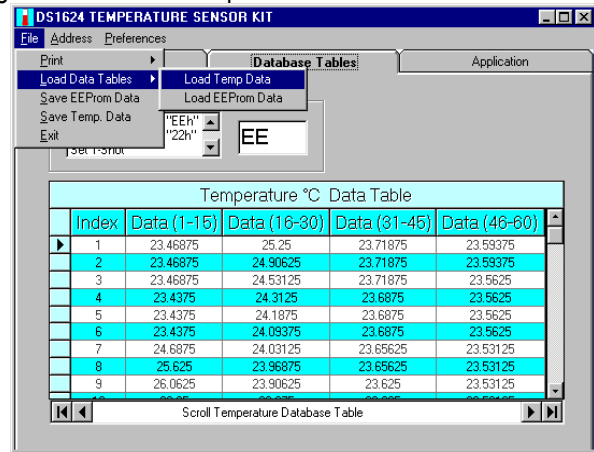 DS1624 TEMPERATURE SENSOR KIT
File Address Preferences
Print
Load Data Tables
Save EEProm Data
Save Temp. Data
Exit
Load Temp Data
Load EEProm Data
Database Tables
Application
"EEh"
"22h"
Set 1-Shot
EE
Temperature °C Data Table
Index Data (1-15) Data (16-30) Data (31-45) Data (46-60)
1 23.46875 25.25 23.71875 23.59375
2 23.46875 24.90625 23.71875 23.59375
3 23.46875 24.53125 23.71875 23.5625
4 23.4375 24.3125 23.6875 23.5625
5 23.4375 24.1875 23.6875 23.5625
6 23.4375 24.09375 23.6875 23.5625
7 24.6875 24.03125 23.65625 23.53125
8 25.625 23.96875 23.65625 23.53125
9 26.0625 23.90625 23.625 23.53125
Scroll Temperature Database Table